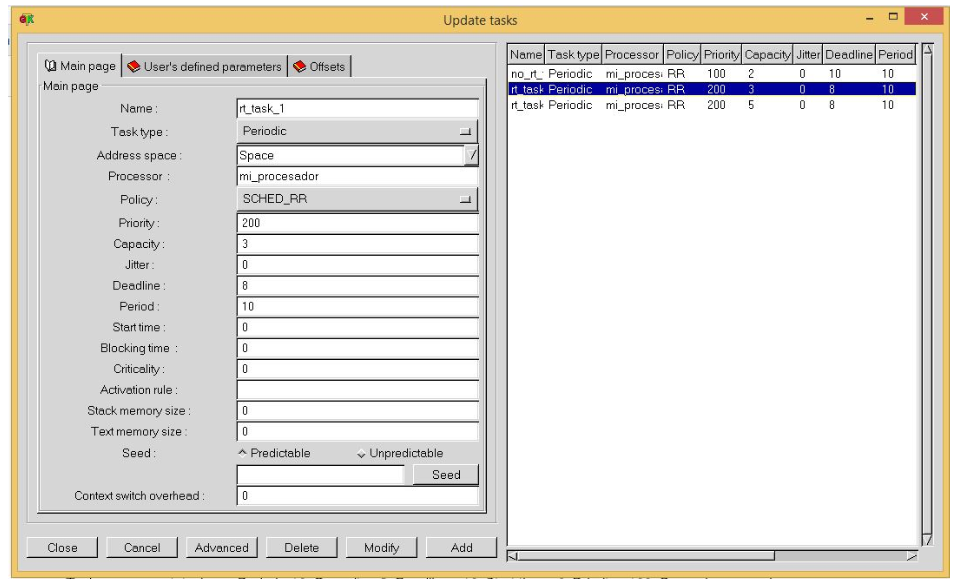 Update tasks
Main page User's defined parameters Offsets
Main page
Name : rt_task_1
Task type : Periodic
Address space : Space
Processor : mi_procesador
Policy : SCHED_RR
Priority : 200
Capacity : 3
Jitter : 0
Deadline : 8
Period : 10
Start time : 0
Blocking time : 0
Criticality : 0
Activation rule :
Stack memory size : 0
Text memory size : 0
Seed : Predictable Unpredictable
Seed
Context switch overhead : 0
Close Cancel Advanced Delete Modify Add
Name Task type Processor Policy Priority Capacity Jitter Deadline Period
no_rt_ Periodic mi_proces RR 100 2 0 10 10
rt_task Periodic mi_proces RR 200 3 0 8 10
rt_task Periodic mi_proces RR 200 5 0 8 10